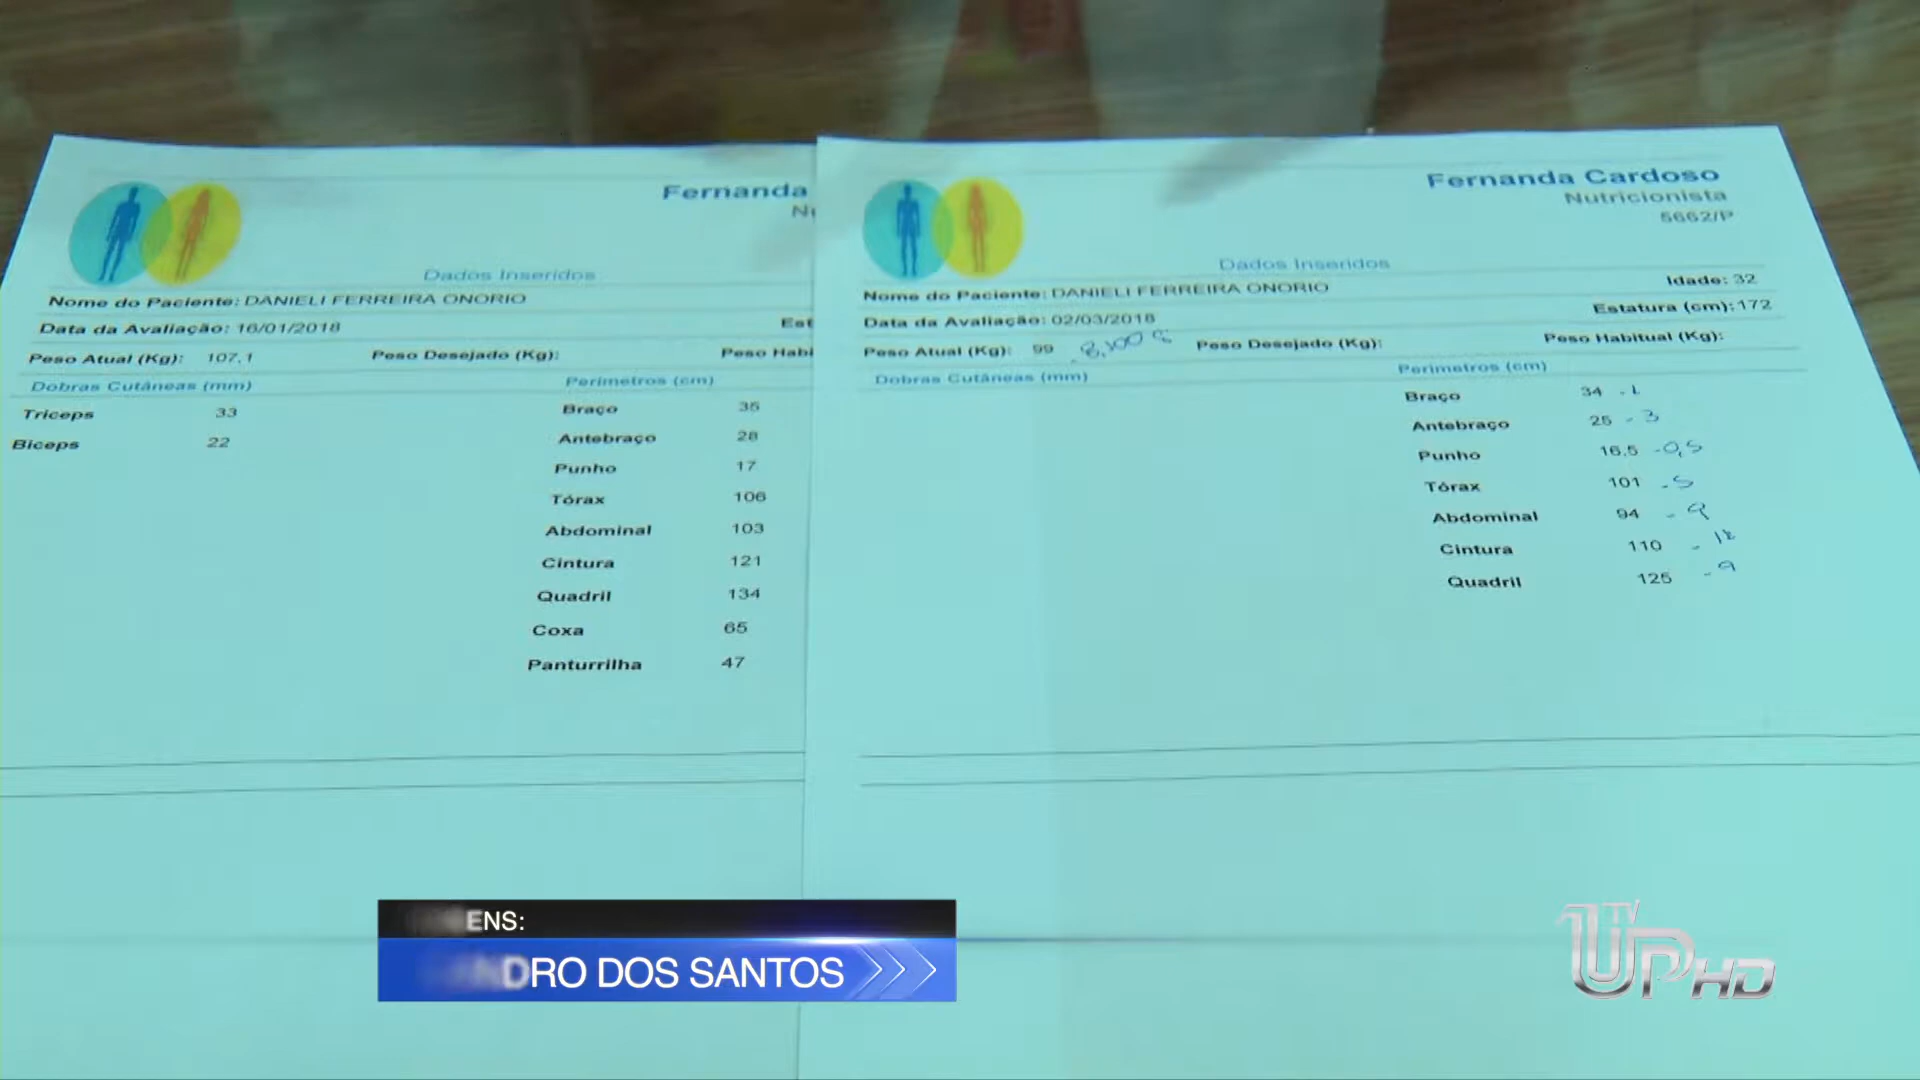 Fernanda
Dados Inseridos
Nome do Paciente: DANIELI FERREIRA ONORIO
Data da Avaliação: 16/01/2018
Est
Peso Atual (Kg): 107,1 Peso Desejado (Kg): Peso Habi
Dobras Cutâneas (mm) Perímetros (cm)
Triceps 33 Braço 35
Biceps 22 Antebraço 28
Punho 17
Tórax 106
Abdominal 103
Cintura 121
Quadril 134
Coxa 65
Panturrilha 47
Fernanda Cardoso
Nutricionista
5662/P
Dados Inseridos
Nome do Paciente: DANIELI FERREIRA ONORIO Idade: 32
Data da Avaliação: 02/03/2018 Estatura (cm): 172
Peso Atual (Kg): 99 Peso Desejado (Kg): Peso Habitual (Kg):
Dobras Cutâneas (mm) Perímetros (cm)
Braço 34 -1
Antebraço 25 -3
Punho 16,5 -0,5
Tórax 101 -5
Abdominal 94 -9
Cintura 110
Quadril 125 -9
ENS:
DRO DOS SANTOS
TV UP HD